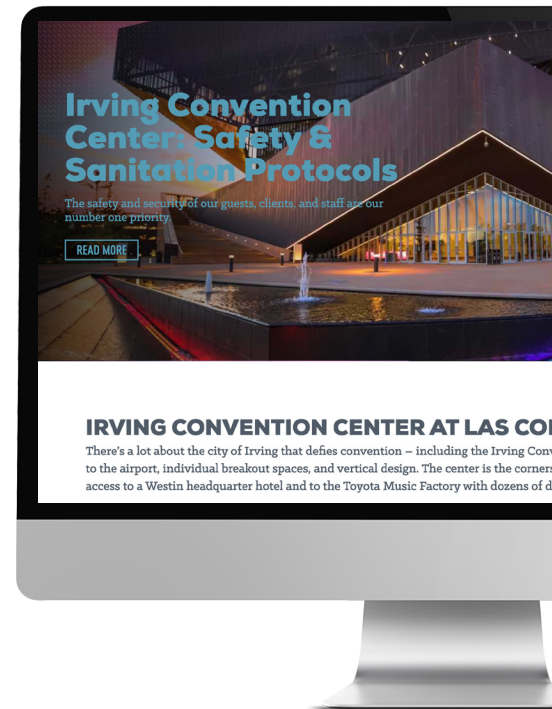 Irving Convention
Center: Safety &
Sanitation Protocols
The safety and security of our guests, clients, and staff are our
number one priority.
READ MORE
IRVING CONVENTION CENTER AT LAS
There's a lot about the city of Irving that defies convention – including the Irving
to the airport, individual breakout spaces, and vertical design. The center is the
access to a Westin headquarter hotel and to the Toyota Music Factory with dozens of